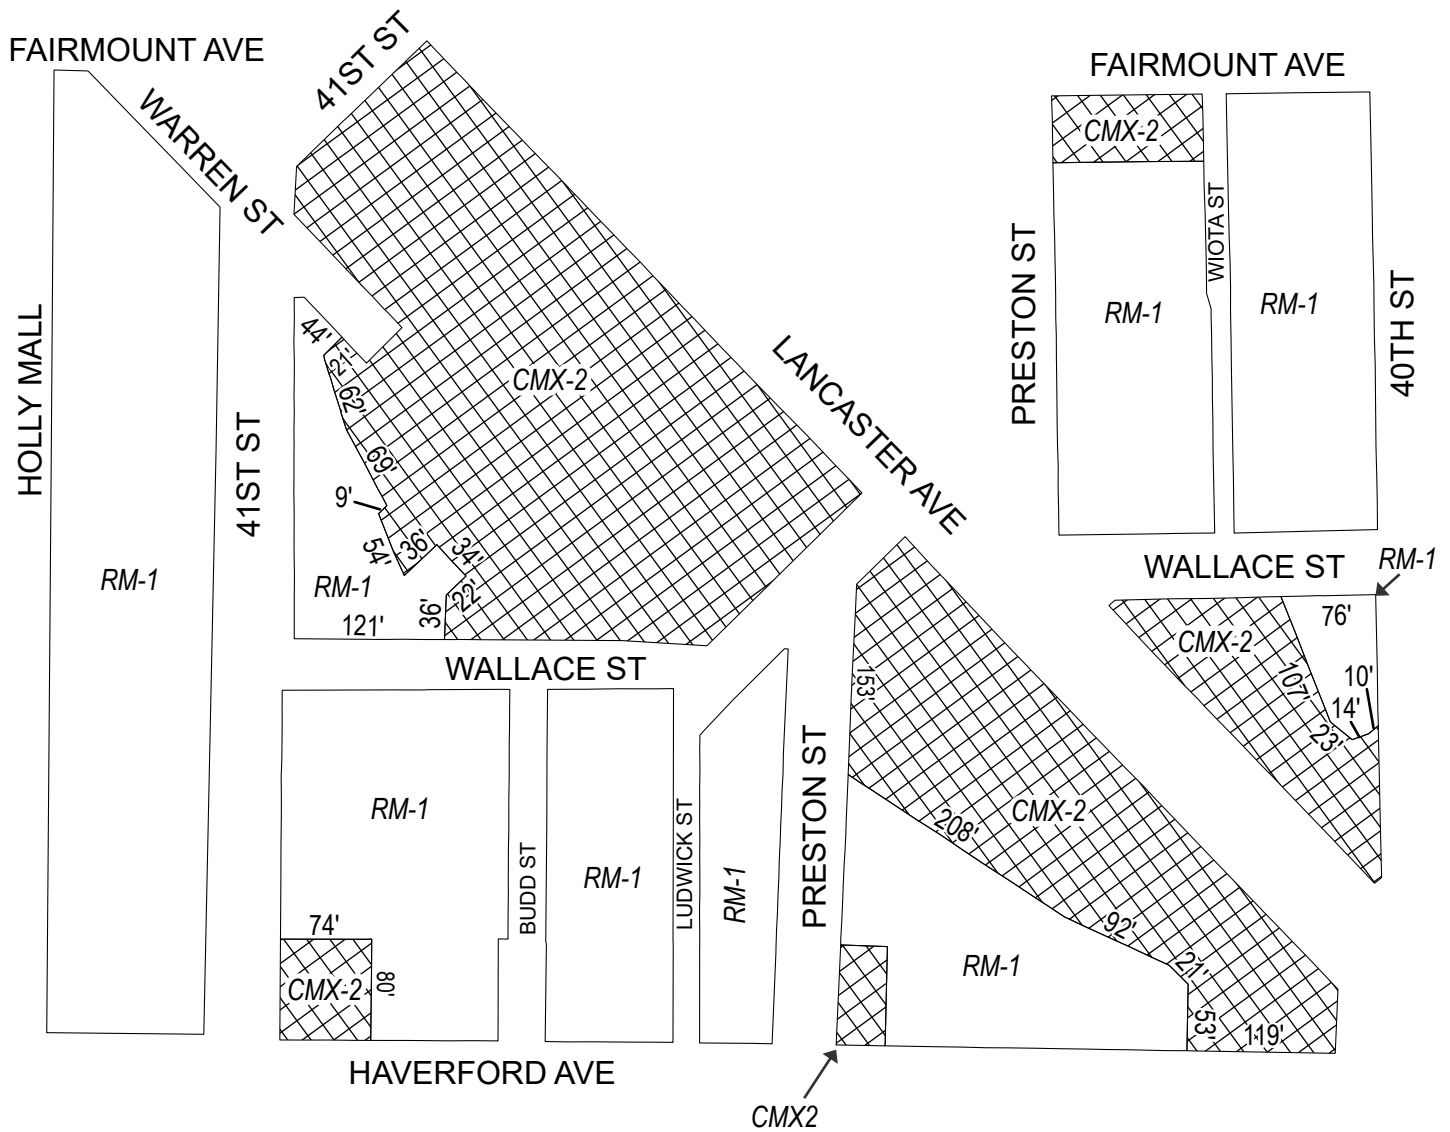 FAIRMOUNT AVE
41ST ST
FAIRMOUNT AVE
WARREN ST
CMX-2
WIOTA ST
PRESTON ST
RM-1
RM-1
40TH ST
HOLLY MALL
44'
21'
62'
CMX-2
LANCASTER AVE
41ST ST
69'
9'
54'
36'
34'
22'
36'
RM-1
RM-1
121'
WALLACE ST
RM-1
76'
CMX-2
107'
10'
14'
23'
WALLACE ST
153'
PRESTON ST
RM-1
BUDD ST
RM-1
LUDWICK ST
RM-1
CMX-2
208'
92'
21'
53'
119'
RM-1
74'
CMX-2
80'
HAVERFORD AVE
CMX2